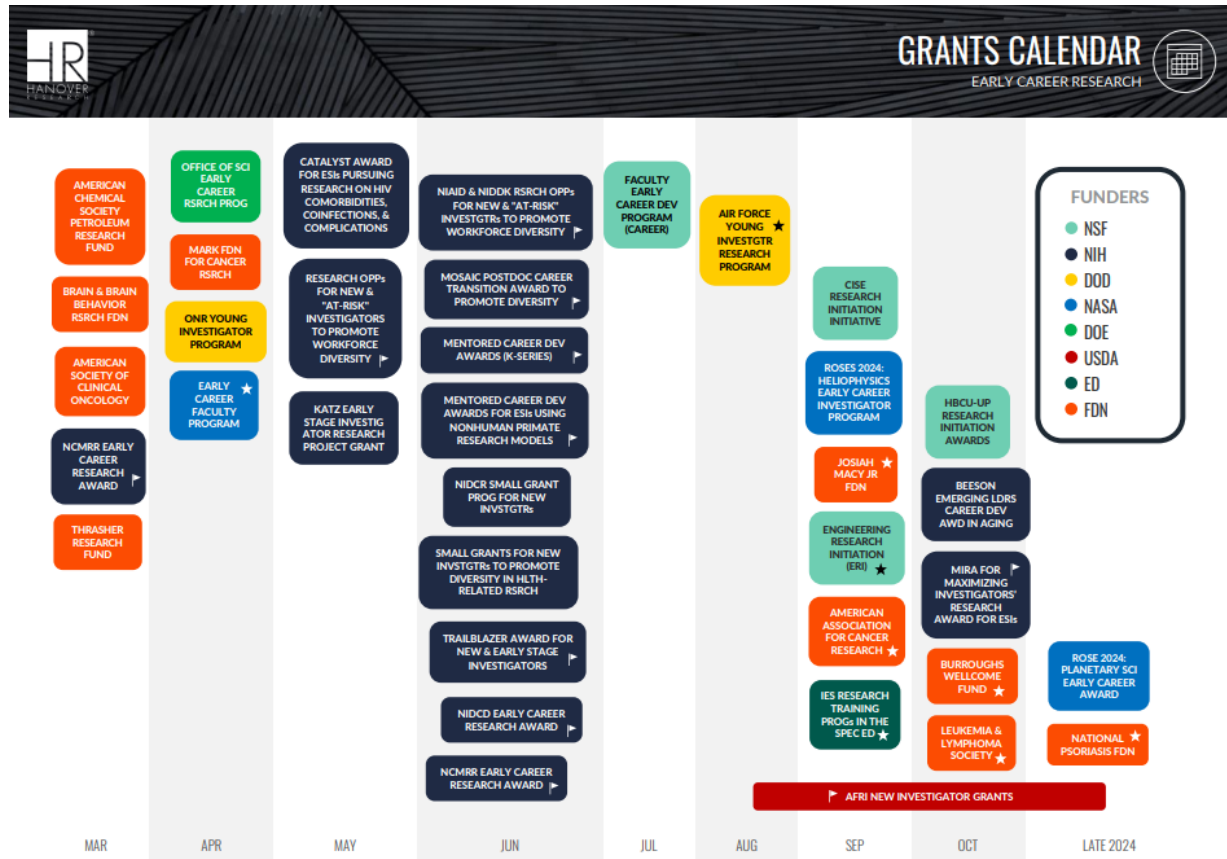 HR
HANOVER
RESEARCH
GRANTS CALENDAR
EARLY CAREER RESEARCH
AMERICAN
CHEMICAL
SOCIETY
PETROLEUM
RESEARCH
FUND
BRAIN & BRAIN
BEHAVIOR
RSRCH FDN
AMERICAN
SOCIETY OF
CLINICAL
ONCOLOGY
NCMRR EARLY
CAREER
RESEARCH
AWARD
THRASHER
RESEARCH
FUND
OFFICE OF SCI
EARLY
CAREER
RSRCH PROG
MARK FDN
FOR CANCER
RSRCH
ONR YOUNG
INVESTIGATOR
PROGRAM
EARLY
CAREER
FACULTY
PROGRAM
CATALYST AWARD
FOR ESIs PURSUING
RESEARCH ON HIV
COMORBIDITIES,
COINFECTIONS, &
COMPLICATIONS
RESEARCH OPPs
FOR NEW &
"AT-RISK"
INVESTIGATORS
TO PROMOTE
WORKFORCE
DIVERSITY
KATZ EARLY
STAGE INVESTIG
ATOR RESEARCH
PROJECT GRANT
NIAID & NIDDK RSRCH OPPs
FOR NEW & "AT-RISK"
INVESTGTRs TO PROMOTE
WORKFORCE DIVERSITY
MOSAIC POSTDOC CAREER
TRANSITION AWARD TO
PROMOTE DIVERSITY
MENTORED CAREER DEV
AWARDS (K-SERIES)
MENTORED CAREER DEV
AWARDS FOR ESIs USING
NONHUMAN PRIMATE
RESEARCH MODELS
NIDCR SMALL GRANT
PROG FOR NEW
INVSTGTRs
SMALL GRANTS FOR NEW
INVSTGTRs TO PROMOTE
DIVERSITY IN HLTH-
RELATED RSRCH
TRAILBLAZER AWARD FOR
NEW & EARLY STAGE
INVESTIGATORS
NIDCD EARLY CAREER
RESEARCH AWARD
NCMRR EARLY CAREER
RESEARCH AWARD
FACULTY
EARLY
CAREER DEV
PROGRAM
(CAREER)
AIR FORCE
YOUNG
INVESTGTR
RESEARCH
PROGRAM
CISE
RESEARCH
INITIATION
INITIATIVE
ROSES 2024:
HELIOPHYSICS
EARLY CAREER
INVESTIGATOR
PROGRAM
JOSIAH
MACY JR
FDN
ENGINEERING
RESEARCH
INITIATION
(ERI)
AMERICAN
ASSOCIATION
FOR CANCER
RESEARCH
IES RESEARCH
TRAINING
PROGs IN THE
SPEC ED
HBCU-UP
RESEARCH
INITIATION
AWARDS
BEESON
EMERGING LDRS
CAREER DEV
AWD IN AGING
MIRA FOR
MAXIMIZING
INVESTIGATORS'
RESEARCH
AWARD FOR ESIs
BURROUGHS
WELLCOME
FUND
LEUKEMIA &
LYMPHOMA
SOCIETY
FUNDERS
NSF
NIH
DOD
NASA
DOE
USDA
ED
FDN
ROSE 2024:
PLANETARY SCI
EARLY CAREER
AWARD
NATIONAL
PSORIASIS FDN
AFRI NEW INVESTIGATOR GRANTS
MAR
APR
MAY
JUN
JUL
AUG
SEP
OCT
LATE 2024